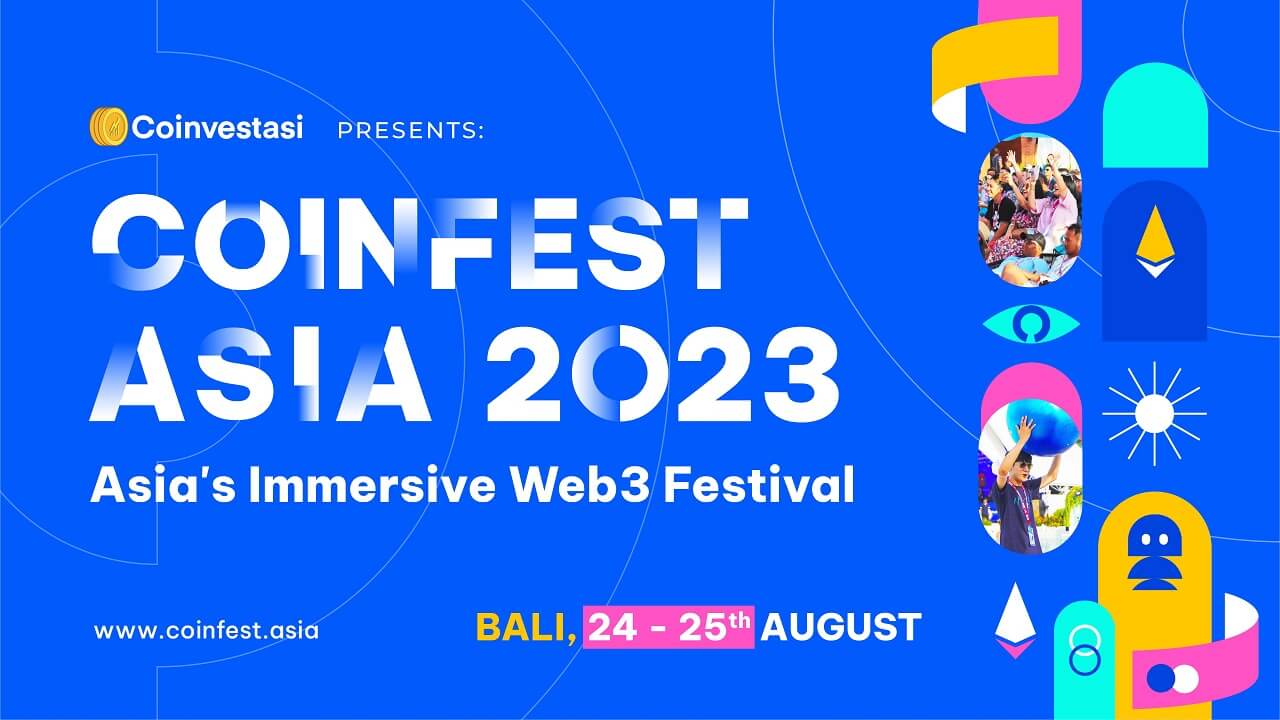 Coinvestasi PRESENTS:
COINFEST
ASIA 2023
Asia's Immersive Web3 Festival
www.coinfest.asia
BALI, 24 - 25th AUGUST